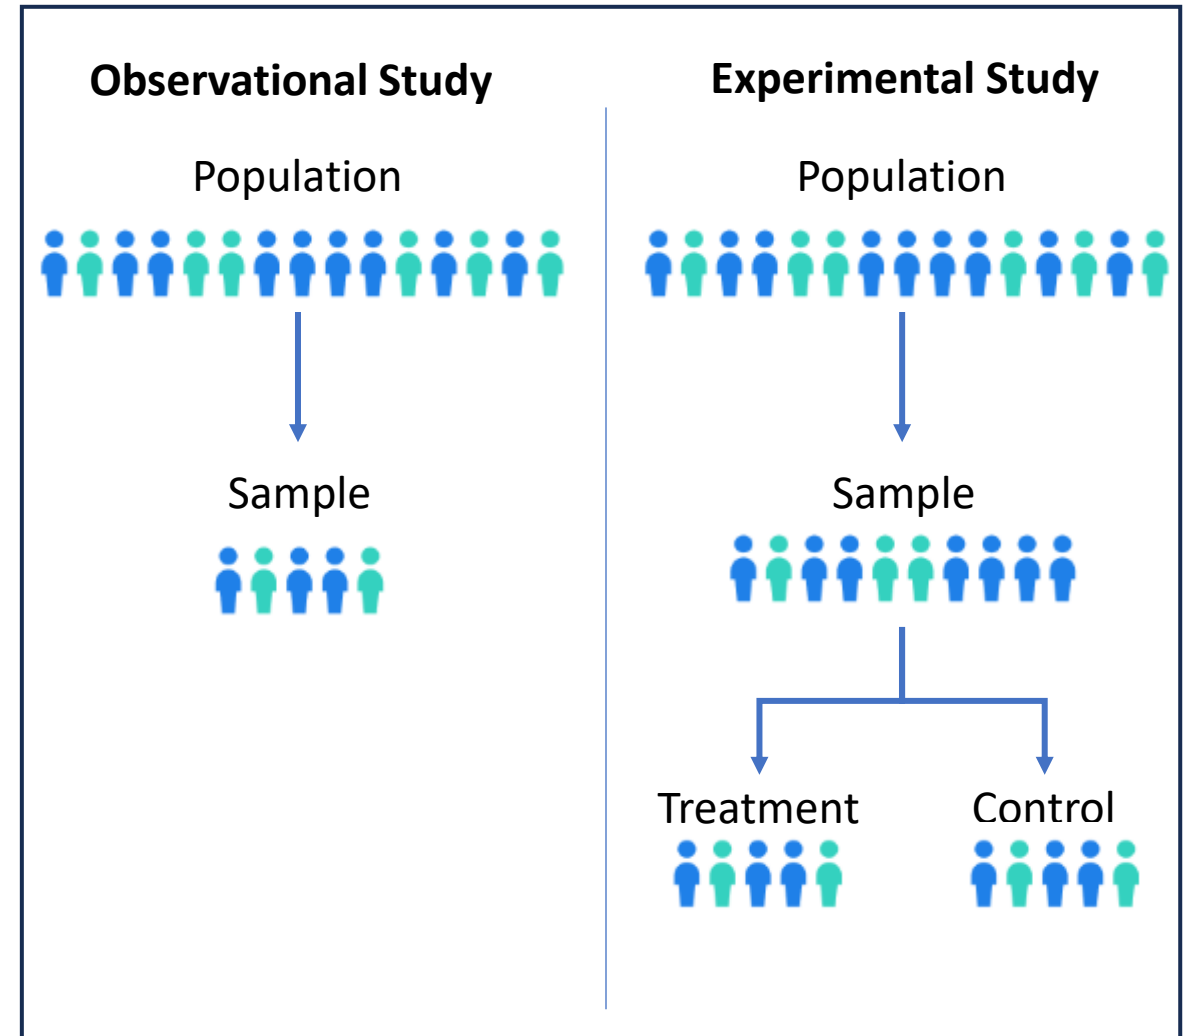 Observational Study
Population
Sample
Experimental Study
Population
Sample
Treatment
Control